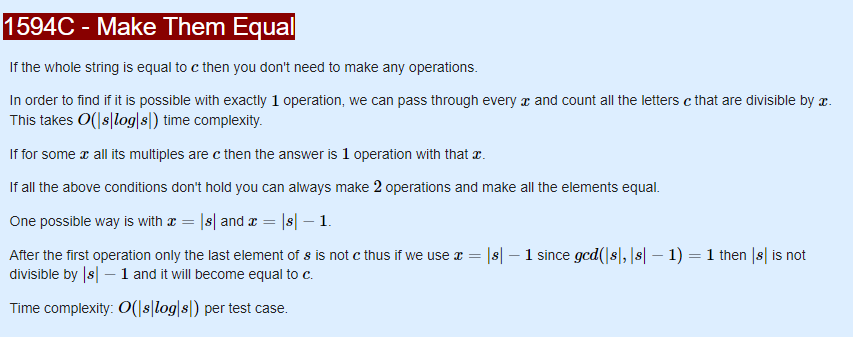 1594C - Make Them Equal
If the whole string is equal to c then you don't need to make any operations.
In order to find if it is possible with exactly 1 operation, we can pass through every x and count all the letters c that are divisible by x.
This takes O(|s|log|s|) time complexity.
If for some x all its multiples are c then the answer is 1 operation with that x.
If all the above conditions don't hold you can always make 2 operations and make all the elements equal.
One possible way is with x = |s| and x = |s| − 1.
After the first operation only the last element of s is not c thus if we use x = |s| − 1 since gcd(|s|, |s| − 1) = 1 then |s| is not
divisible by |s| − 1 and it will become equal to c.
Time complexity: O(|s|log|s|) per test case.